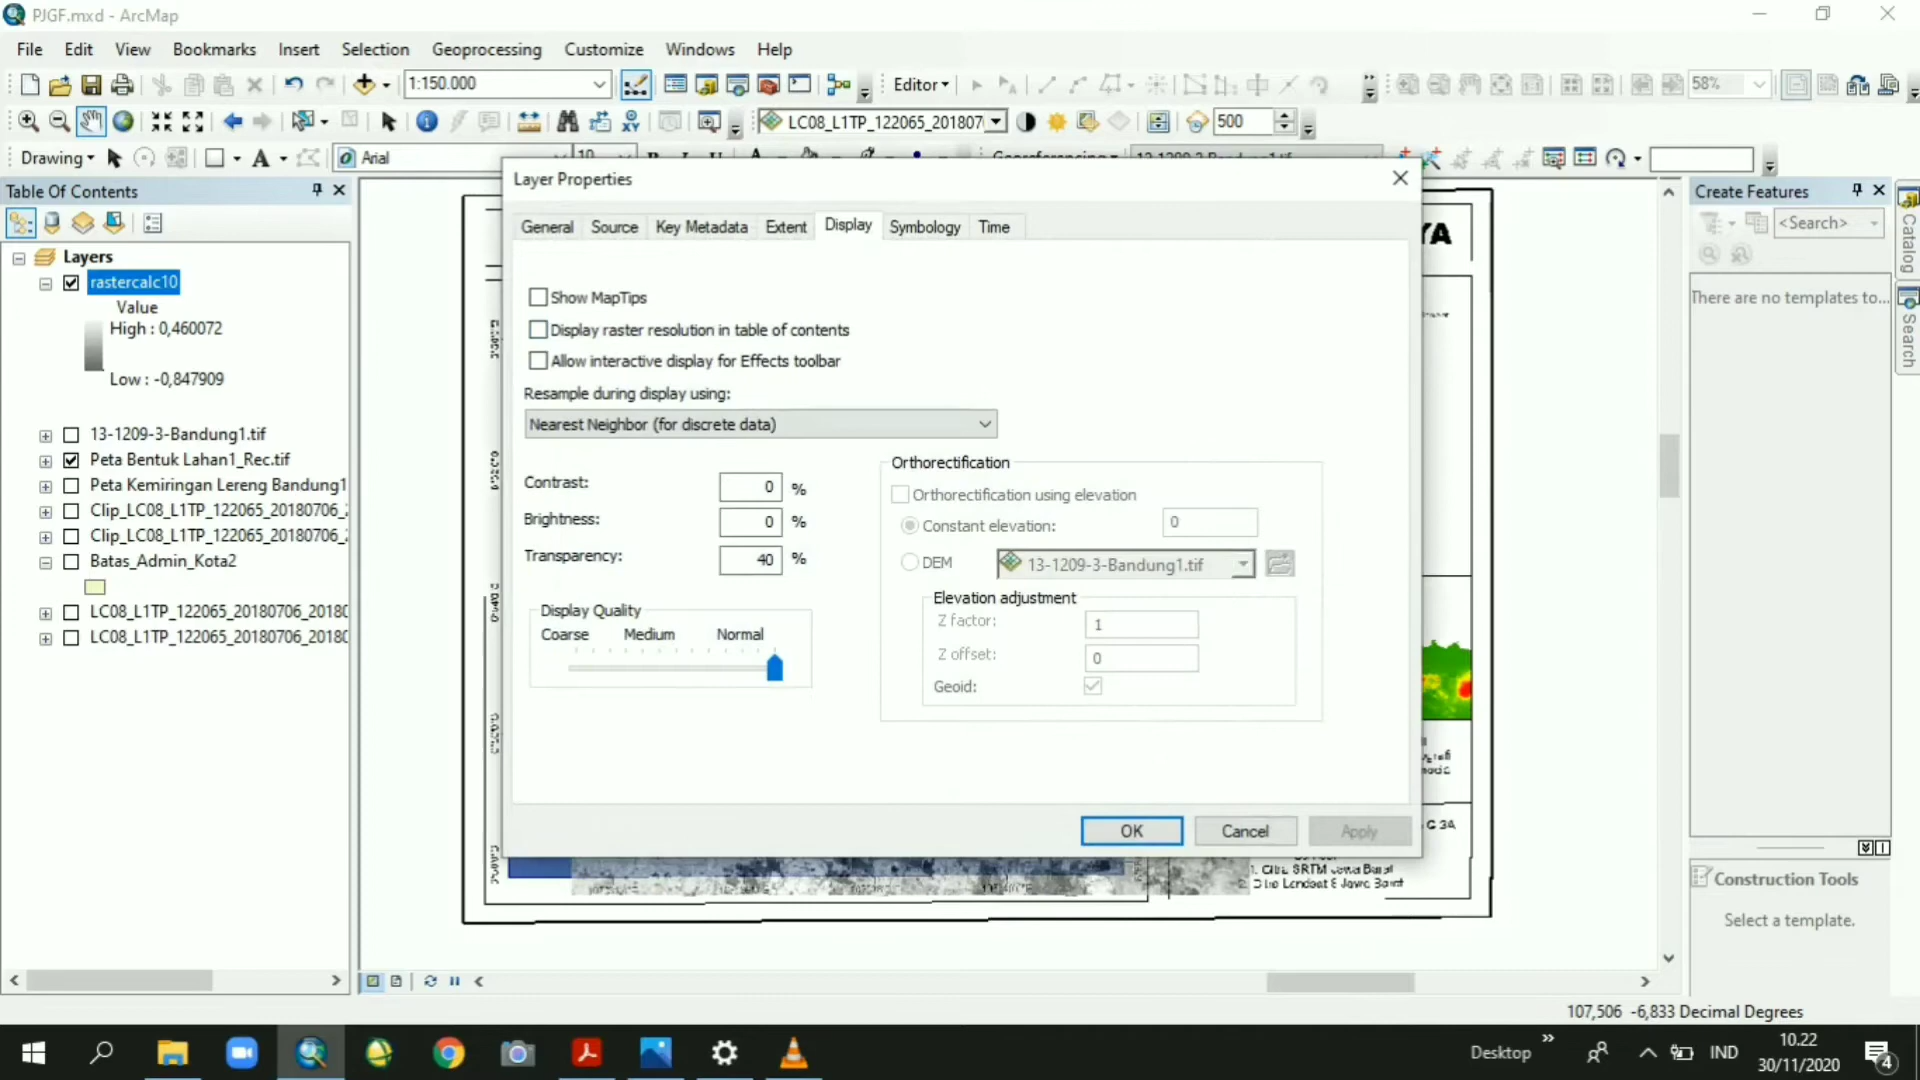 PJGF.mxd - ArcMap
File Edit View Bookmarks Insert Selection Geoprocessing Customize Windows Help
1:150.000 Editor 58%
LC08_L1TP_122065_201807 500
Drawing A Arial 10
Table Of Contents
Layers
rastercalc10
Value
High : 0,460072
Low : -0,847909
13-1209-3-Bandung1.tif
Peta Bentuk Lahan1_Rec.tif
Peta Kemiringan Lereng Bandung1
Clip_LC08_L1TP_122065_20180706_
Clip_LC08_L1TP_122065_20180706_
Batas_Admin_Kota2
LC08_L1TP_122065_20180706_2018
LC08_L1TP_122065_20180706_2018
Layer Properties
General Source Key Metadata Extent Display Symbology Time
Show MapTips
Display raster resolution in table of contents
Allow interactive display for Effects toolbar
Resample during display using:
Nearest Neighbor (for discrete data)
Contrast: 0 %
Brightness: 0 %
Transparency: 40 %
Display Quality
Coarse Medium Normal
Orthorectification
Orthorectification using elevation
Constant elevation: 0
DEM 13-1209-3-Bandung1.tif
Elevation adjustment
Z factor: 1
Z offset: 0
Geoid:
OK Cancel Apply
YA
Create Features
<Search>
There are no templates to...
Construction Tools
Select a template.
Catalog
Search
107,506 -6,833 Decimal Degrees
Desktop
IND
10.22
30/11/2020
4